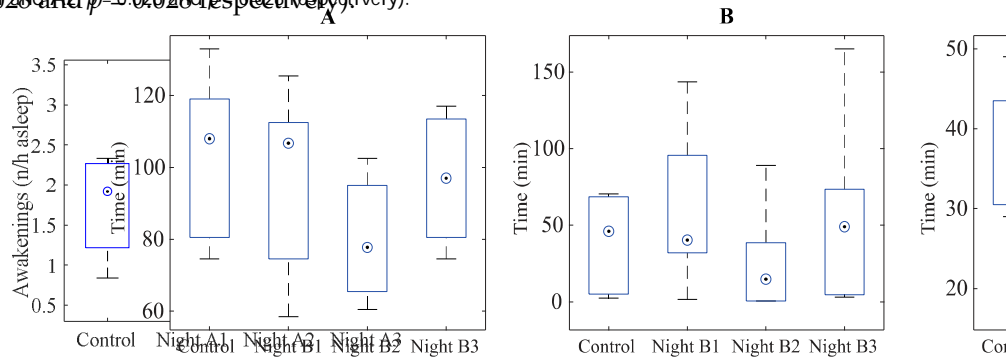 respectively).
A
B
3.5
3
2.5
2
1.5
1
0.5
Awakenings (n/h asleep)
Control Night A1 Night A2 Night A3
120
100
80
60
Time (min)
Control Night B1 Night B2 Night B3
150
100
50
0
Time (min)
Control Night B1 Night B2 Night B3
50
40
30
20
Time (min)